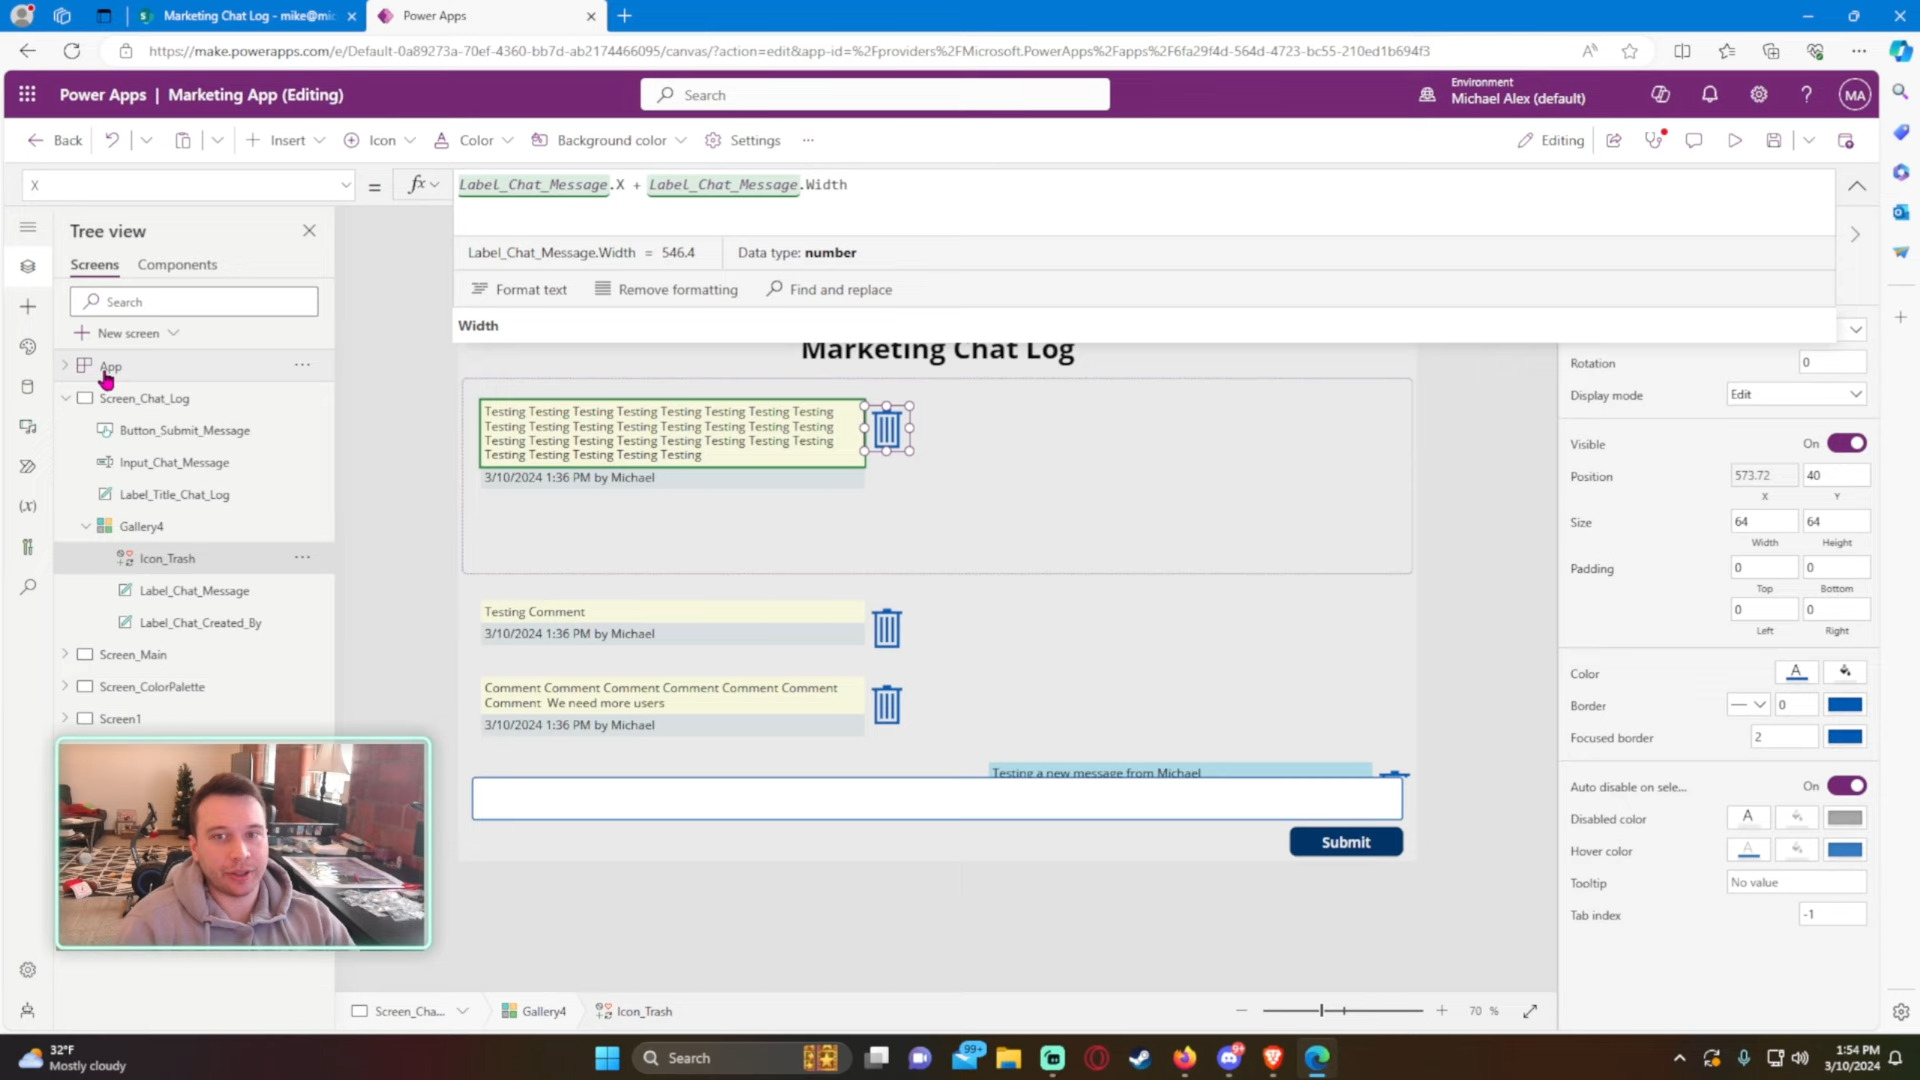 Marketing Chat Log - mike@mic
Power Apps
https://make.powerapps.com/e/Default-0a89273a-70ef-4360-bb7d-ab2174466095/canvas/?action=edit&app-id=%2Fproviders%2FMicrosoft.PowerApps%2Fapps%2F6fa29f4d-564d-4723-bc55-210ed1b694f3
Power Apps | Marketing App (Editing)
Search
Environment
Michael Alex (default)
MA
Back
Insert
Icon
Color
Background color
Settings
Editing
X
=
fx
Label_Chat_Message.X + Label_Chat_Message.Width
Label_Chat_Message.Width = 546.4
Data type: number
Format text
Remove formatting
Find and replace
Width
Tree view
Screens
Components
Search
New screen
App
Screen_Chat_Log
Button_Submit_Message
Input_Chat_Message
Label_Title_Chat_Log
Gallery4
Icon_Trash
Label_Chat_Message
Label_Chat_Created_By
Screen_Main
Screen_ColorPalette
Screen1
Marketing Chat Log
Testing Testing Testing Testing Testing Testing Testing Testing
Testing Testing Testing Testing Testing Testing Testing Testing
Testing Testing Testing Testing Testing Testing Testing Testing
Testing Testing Testing Testing Testing
3/10/2024 1:36 PM by Michael
Testing Comment
3/10/2024 1:36 PM by Michael
Comment Comment Comment Comment Comment Comment
Comment We need more users
3/10/2024 1:36 PM by Michael
Testing a new message from Michael
Submit
Rotation
0
Display mode
Edit
Visible
On
Position
573.72
40
X
Y
Size
64
64
Width
Height
Padding
0
0
Top
Bottom
0
0
Left
Right
Color
Border
0
Focused border
2
Auto disable on sele...
On
Disabled color
Hover color
Tooltip
No value
Tab index
-1
Screen_Cha...
Gallery4
Icon_Trash
70 %
32°F
Mostly cloudy
Search
99+
9+
1:54 PM
3/10/2024